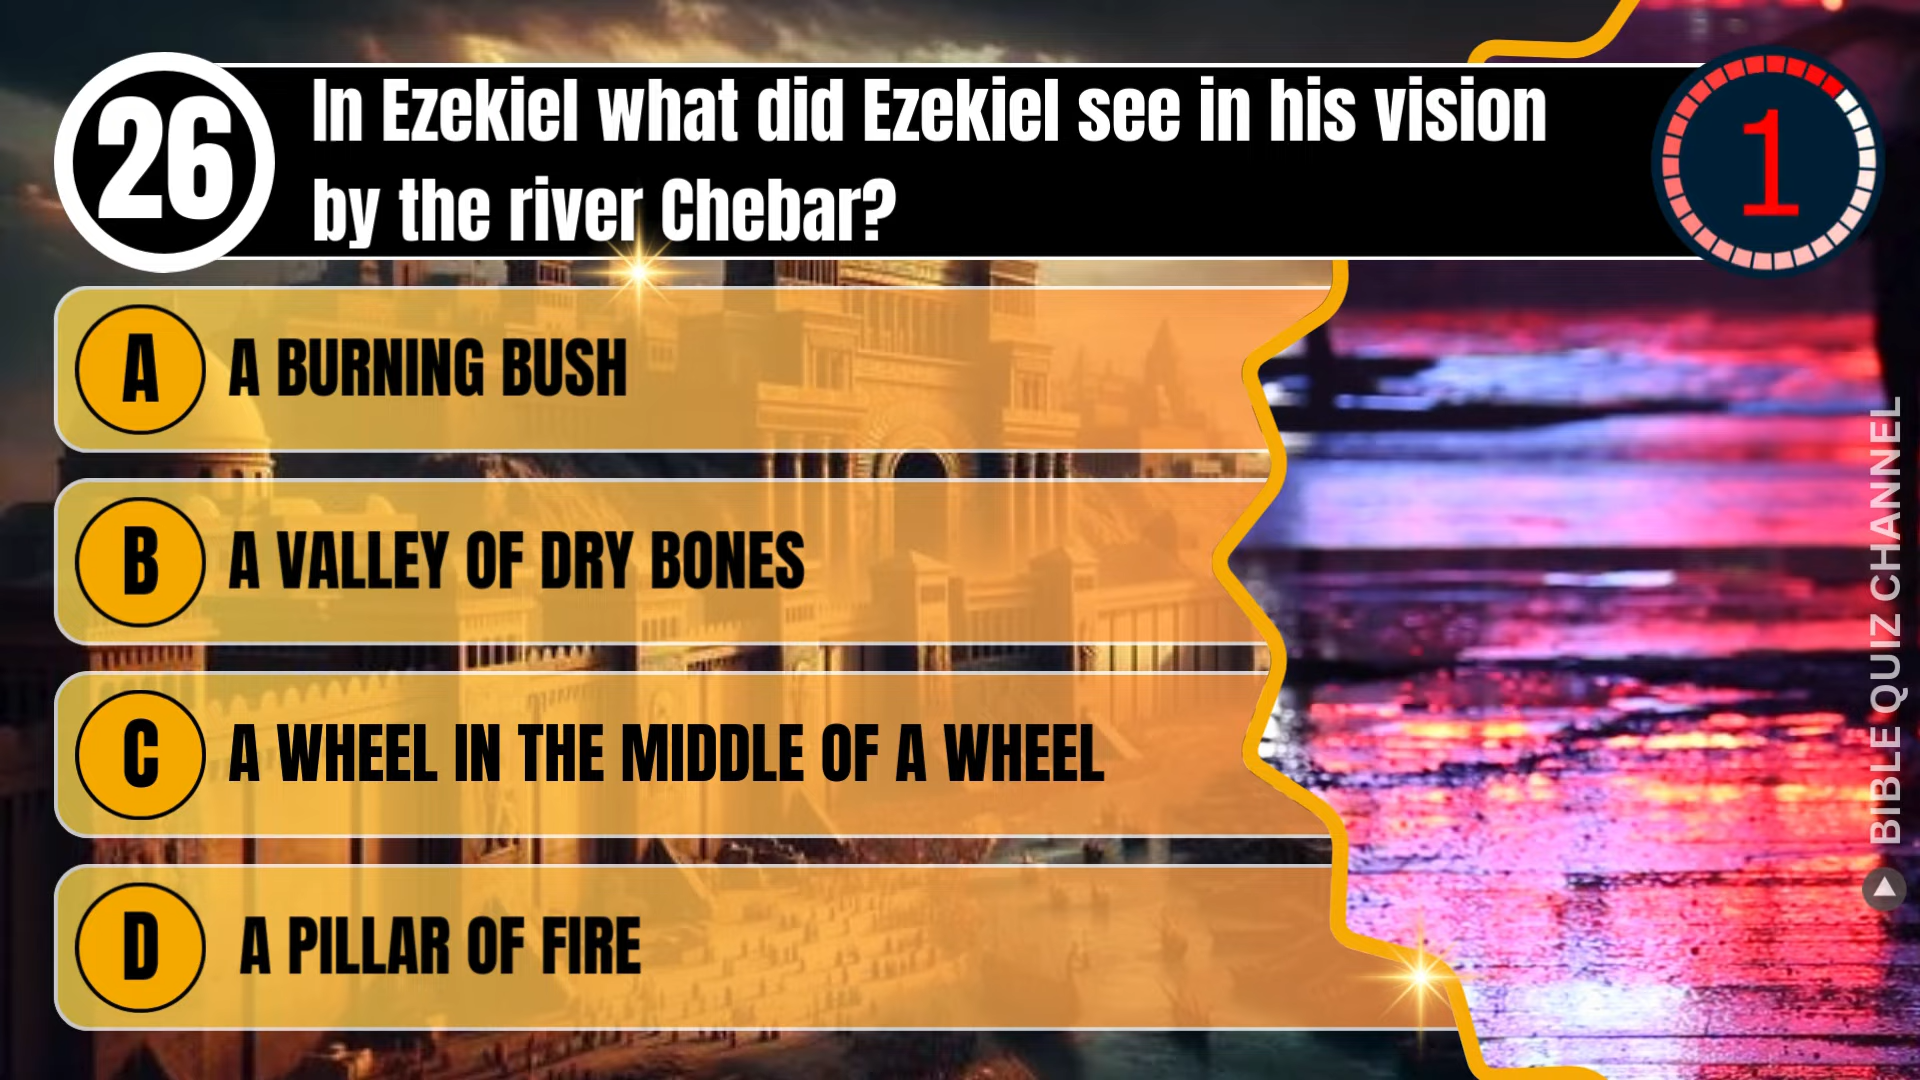 26
In Ezekiel what did Ezekiel see in his vision
by the river Chebar?
1
A
A BURNING BUSH
B
A VALLEY OF DRY BONES
C
A WHEEL IN THE MIDDLE OF A WHEEL
D
A PILLAR OF FIRE
BIBLE QUIZ CHANNEL